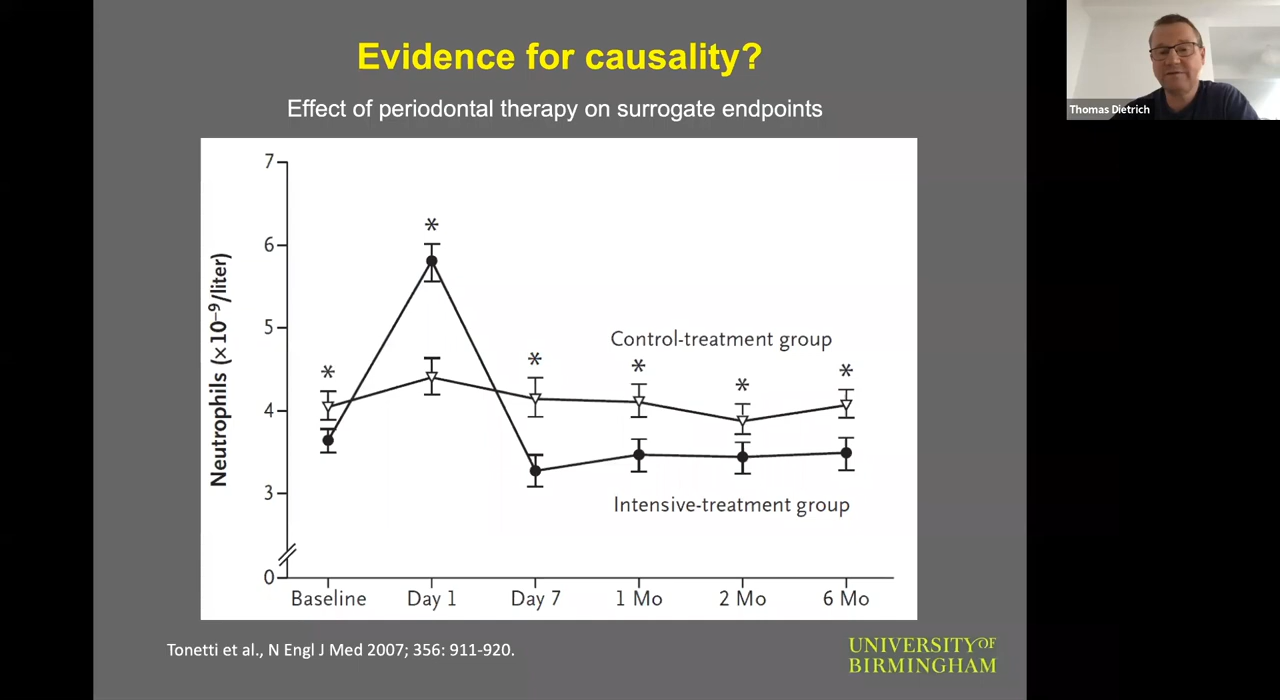 Evidence for causality?
Thomas Dietrich
Effect of periodontal therapy on surrogate endpoints
7
6
5
4
3
0
Neutrophils (×10⁻⁹/liter)
*
*
*
*
*
*
Control-treatment group
Intensive-treatment group
Baseline Day 1 Day 7 1 Mo 2 Mo 6 Mo
Tonetti et al., N Engl J Med 2007; 356: 911-920.
UNIVERSITYOF
BIRMINGHAM